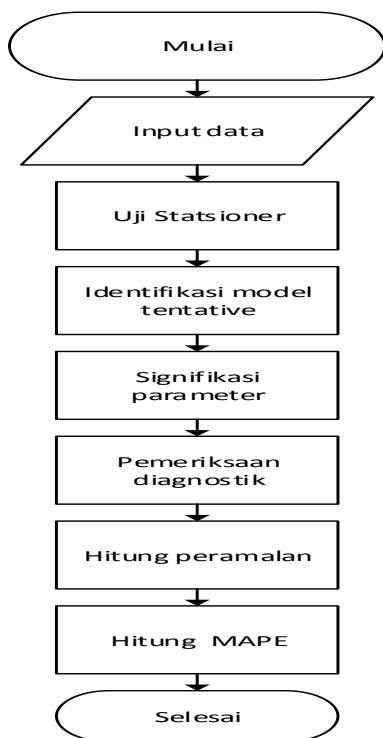 Mulai
Input data
Uji Statsioner
Identifikasi model
tentative
Signifikasi
parameter
Pemeriksaan
diagnostik
Hitung peramalan
Hitung MAPE
Selesai